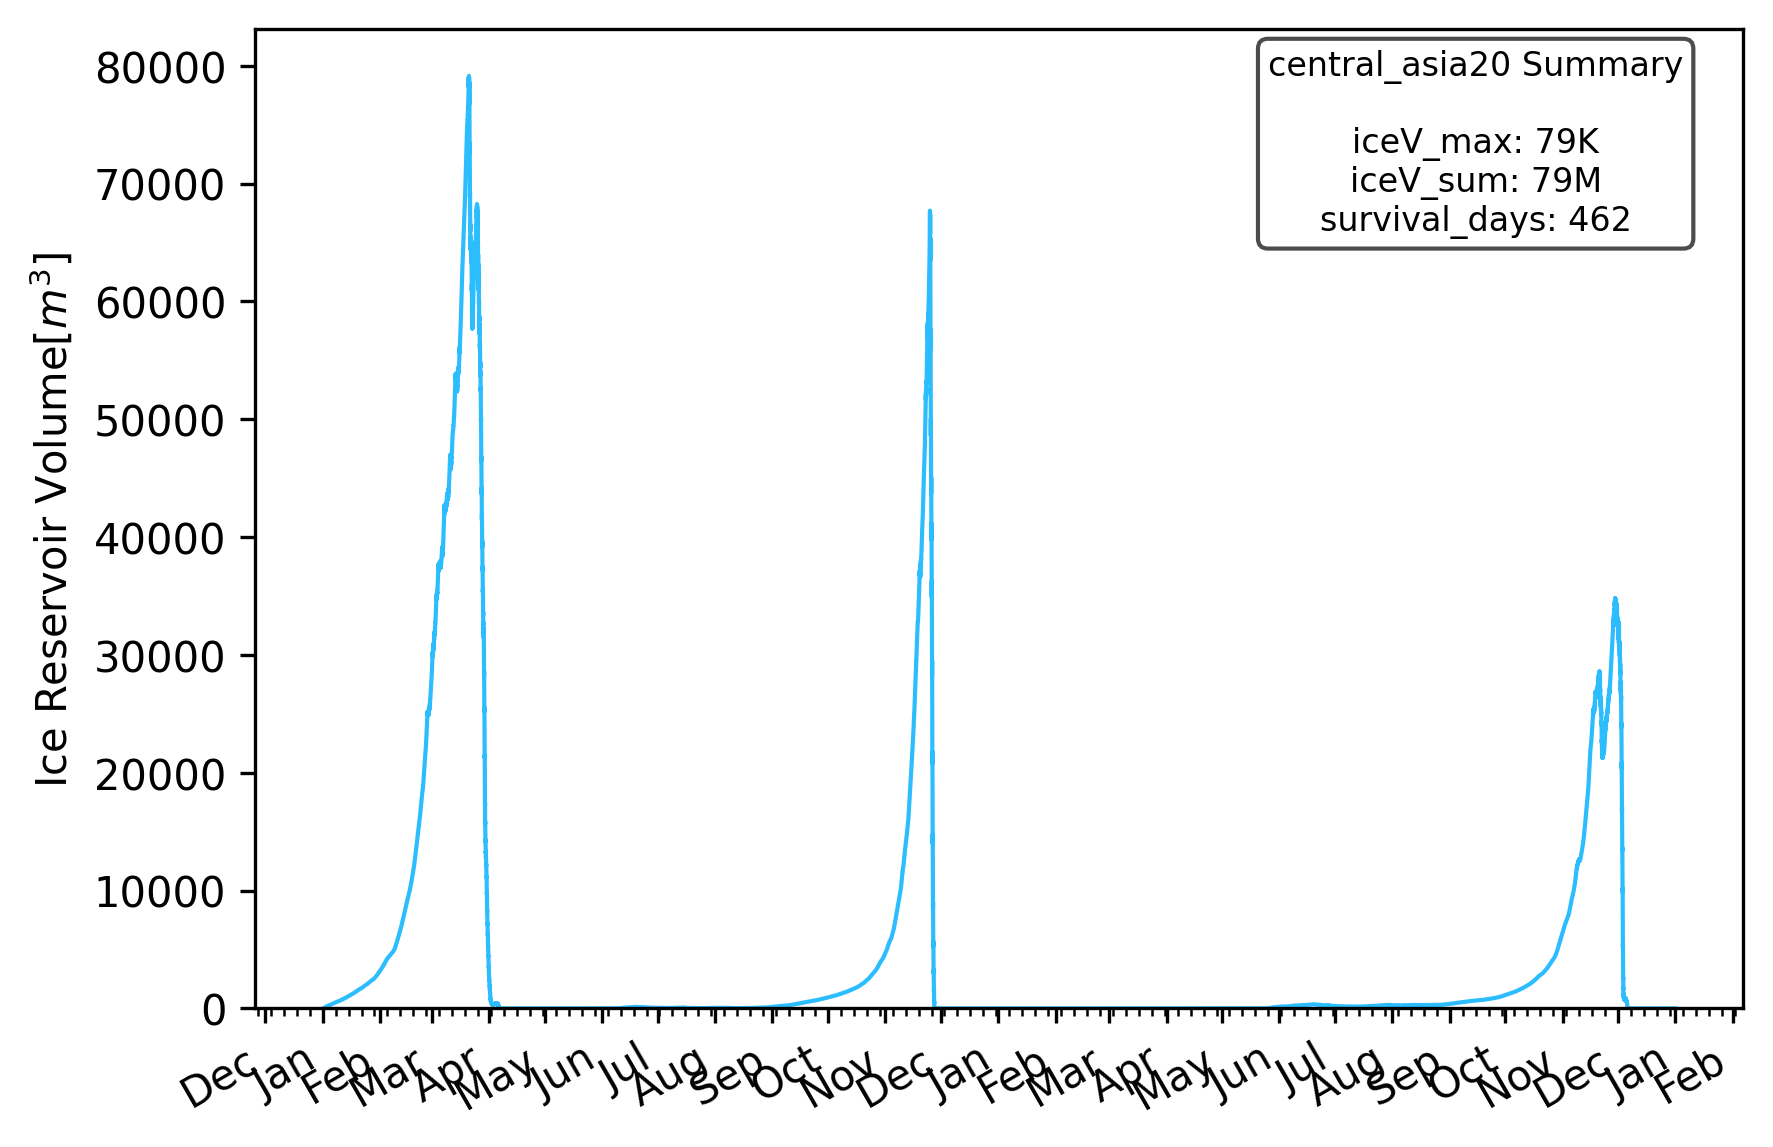 central_asia20 Summary
iceV_max: 79K
iceV_sum: 79M
survival_days: 462
Ice Reservoir Volume[m³]
80000
70000
60000
50000
40000
30000
20000
10000
0
Dec Jan Feb Mar Apr May Jun Jul Aug Sep Oct Nov Dec Jan Feb Mar Apr May Jun Jul Aug Sep Oct Nov Dec Jan Feb